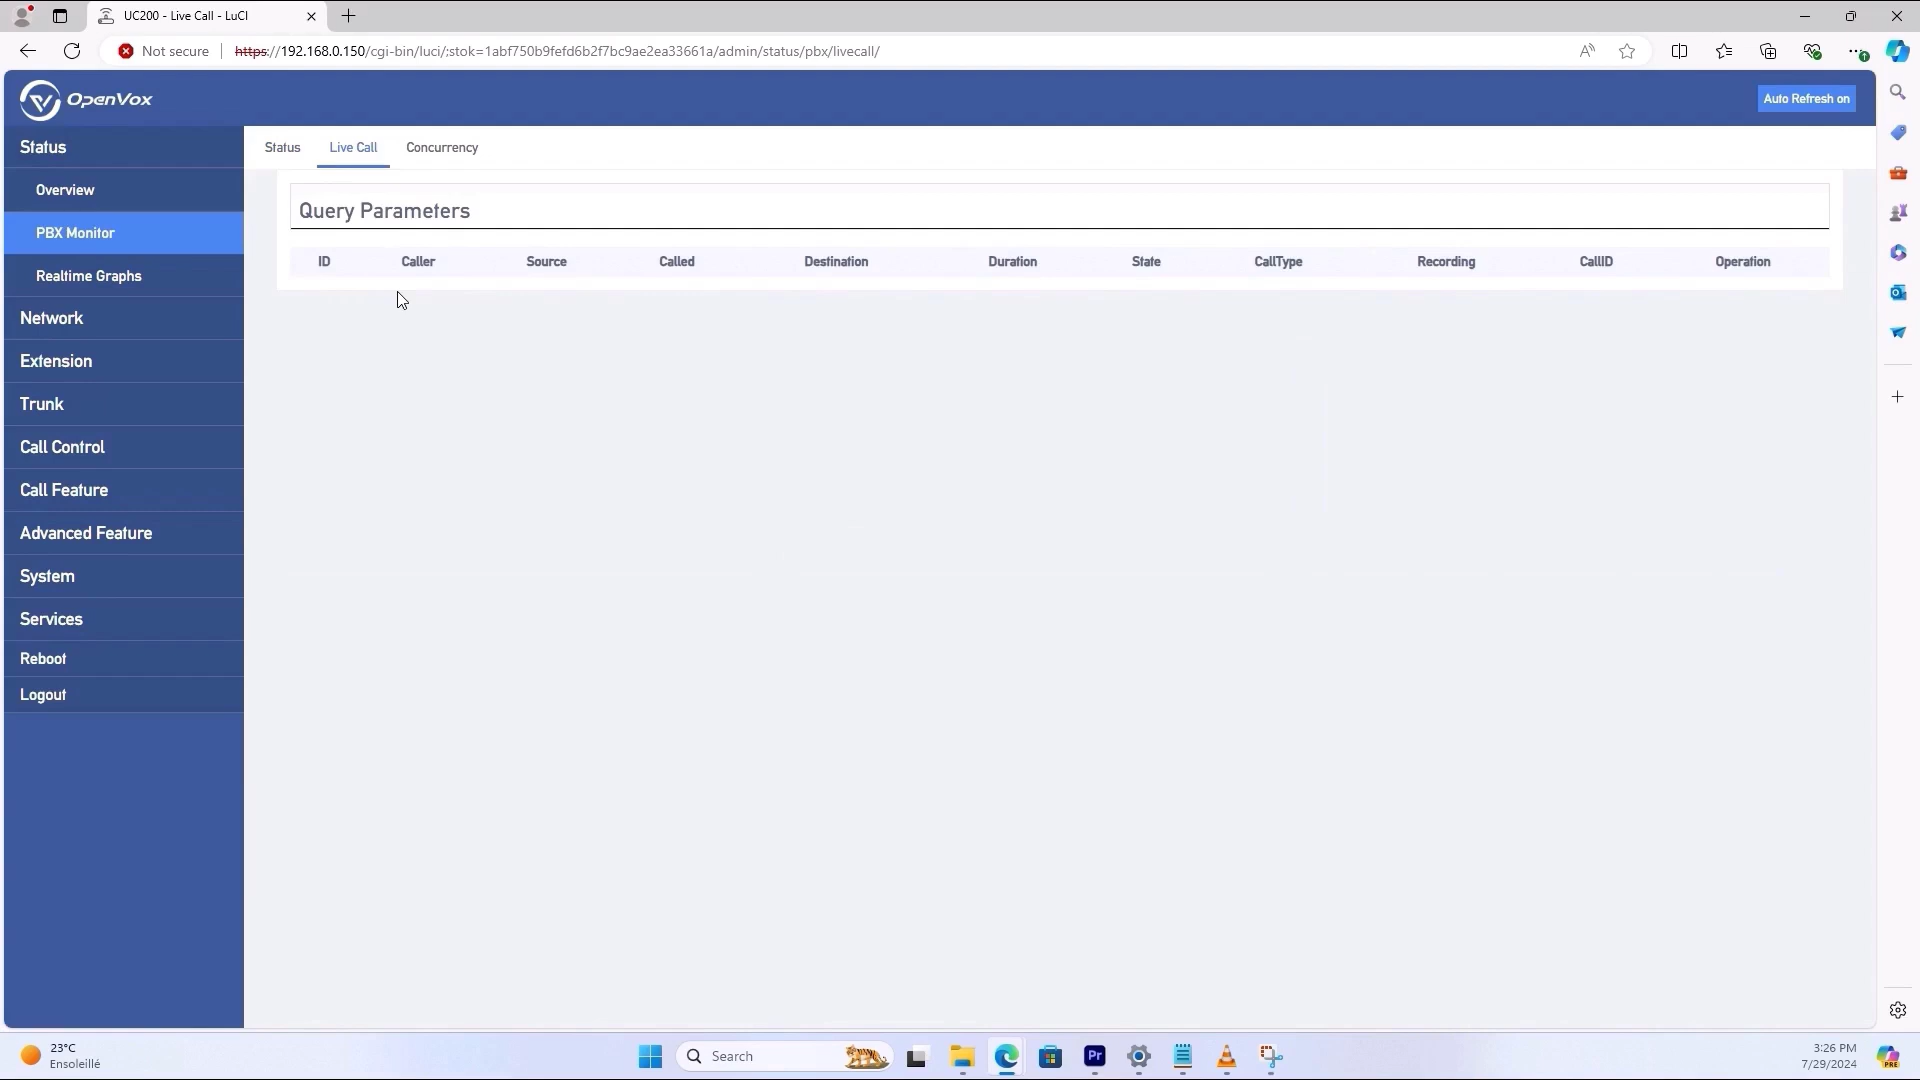 UC200 - Live Call - LuCI
Not secure
https://192.168.0.150/cgi-bin/luci/;stok=1abf750b9fefd6b2f7bc9ae2ea33661a/admin/status/pbx/livecall/
OpenVox
Auto Refresh on
Status
Overview
PBX Monitor
Realtime Graphs
Network
Extension
Trunk
Call Control
Call Feature
Advanced Feature
System
Services
Reboot
Logout
Status Live Call Concurrency
Query Parameters
ID Caller Source Called Destination Duration State CallType Recording CallID Operation
23°C
Ensoleillé
Search
Pr
3:26 PM
7/29/2024
PRE